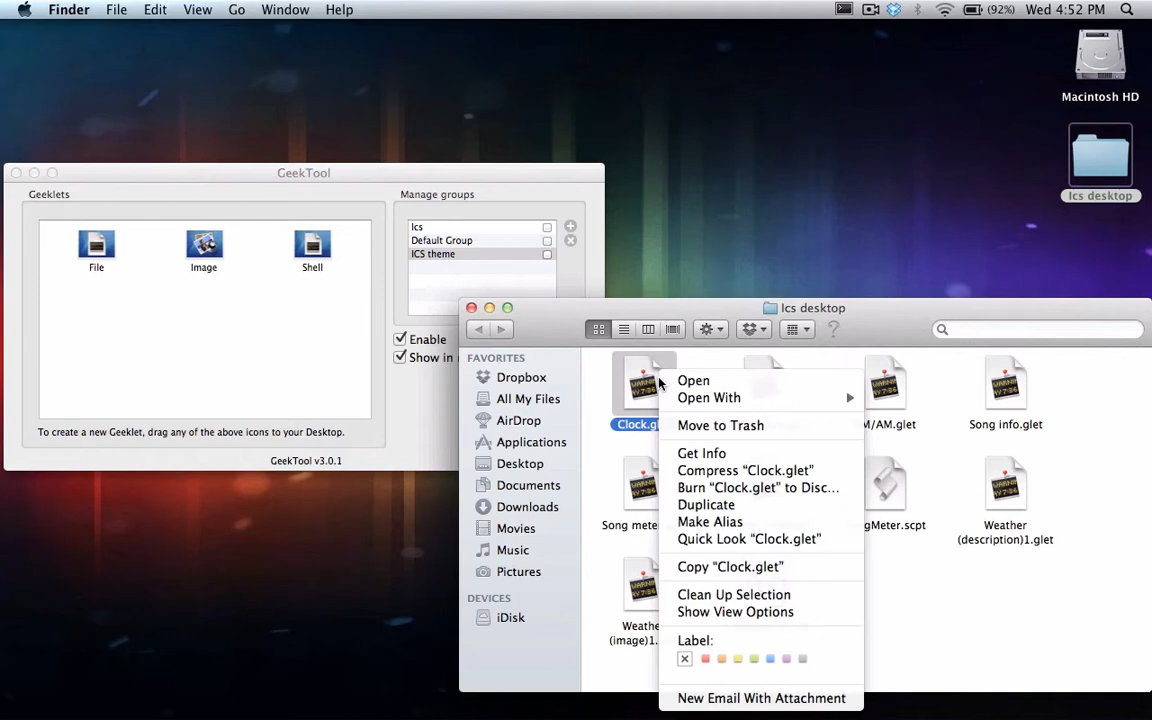 Finder File Edit View Go Window Help (92%) Wed 4:52 PM
Macintosh HD
Ics desktop
GeekTool
Geeklets
File
Image
Shell
To create a new Geeklet, drag any of the above icons to your Desktop.
GeekTool v3.0.1
Manage groups
Ics
Default Group
ICS theme
Enable
Show in
Ics desktop
FAVORITES
Dropbox
All My Files
AirDrop
Applications
Desktop
Documents
Downloads
Movies
Music
Pictures
DEVICES
iDisk
Clock.gl
M/AM.glet
Song info.glet
Song meter
gMeter.scpt
Weather
(description)1.glet
Weathe
(image)1.
Open
Open With
Move to Trash
Get Info
Compress “Clock.glet”
Burn “Clock.glet” to Disc...
Duplicate
Make Alias
Quick Look “Clock.glet”
Copy “Clock.glet”
Clean Up Selection
Show View Options
Label:
New Email With Attachment